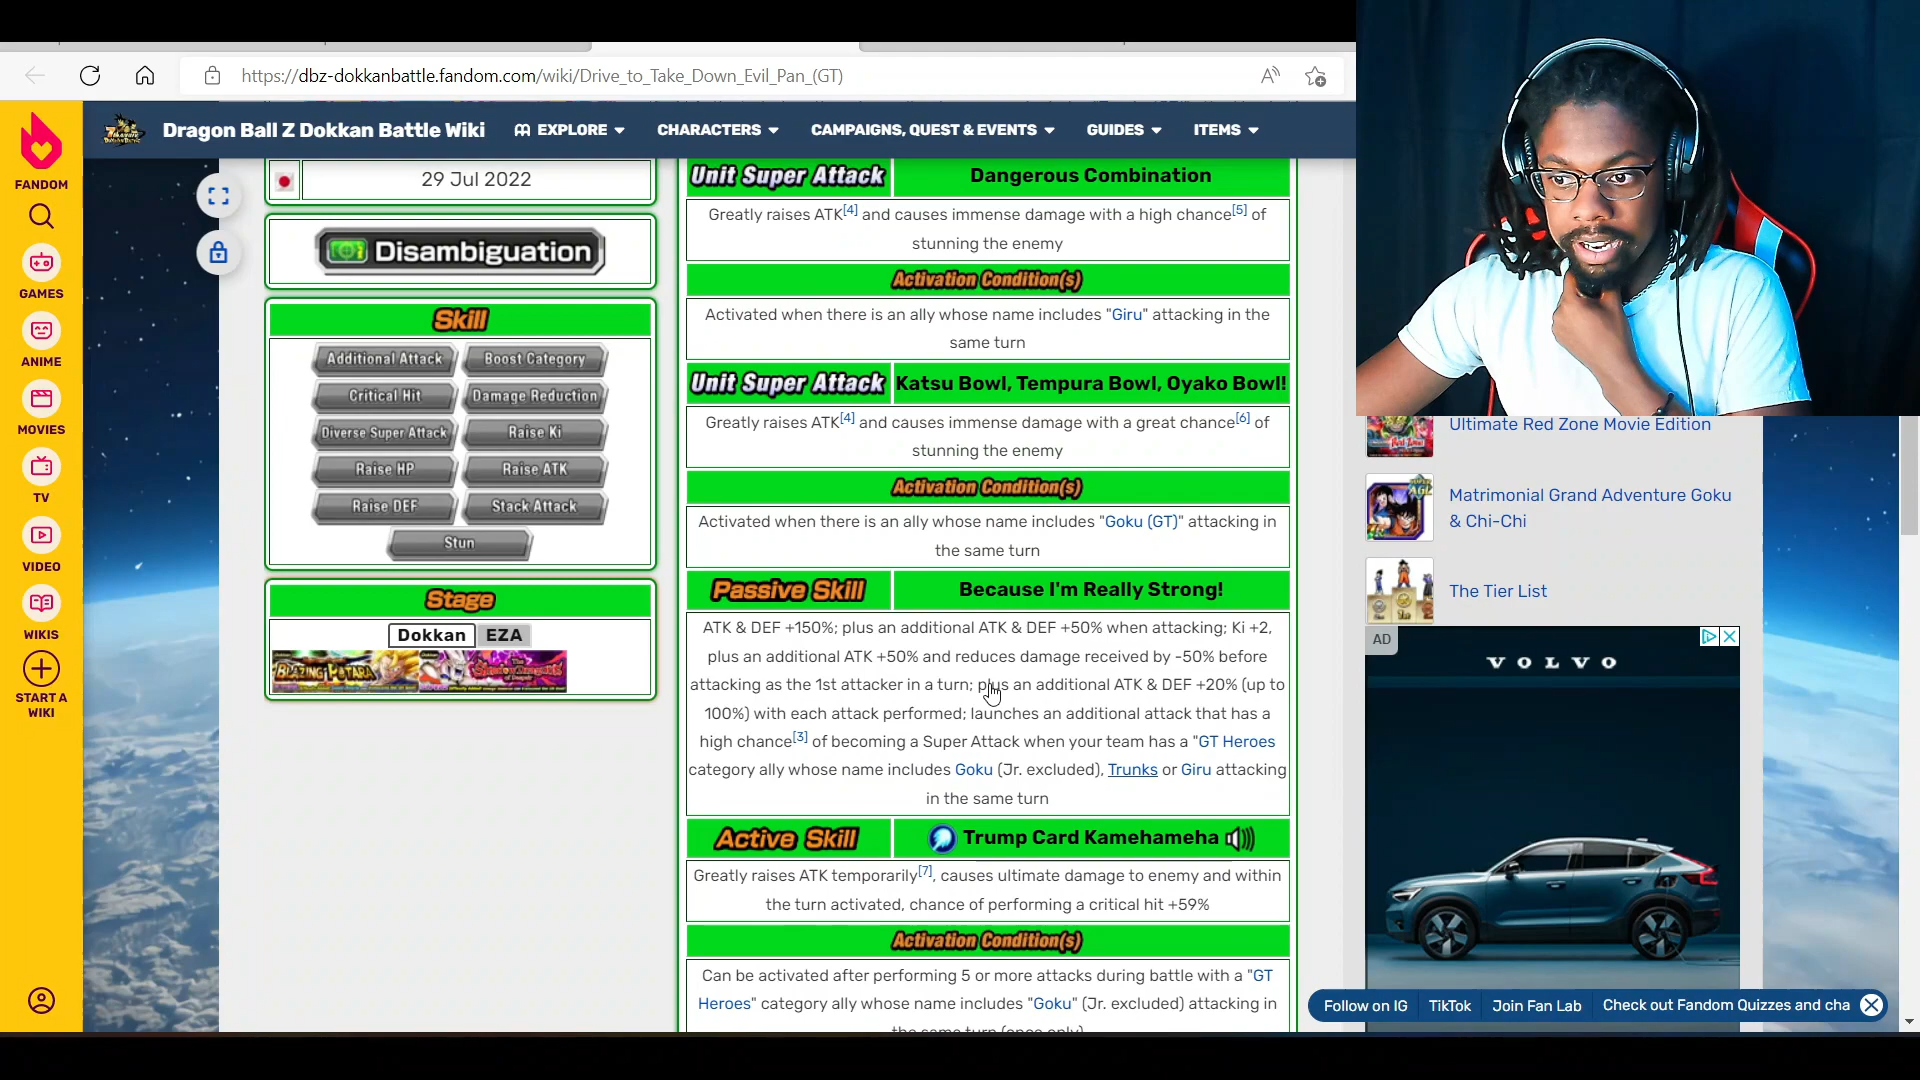 https://dbz-dokkanbattle.fandom.com/wiki/Drive_to_Take_Down_Evil_Pan_(GT)
FANDOM
GAMES
ANIME
MOVIES
TV
VIDEO
WIKIS
START A
WIKI
Dragon Ball Z Dokkan Battle Wiki
EXPLORE
CHARACTERS
CAMPAIGNS, QUEST & EVENTS
GUIDES
ITEMS
29 Jul 2022
Disambiguation
Skill
Additional Attack
Boost Category
Critical Hit
Damage Reduction
Diverse Super Attack
Raise Ki
Raise HP
Raise ATK
Raise DEF
Stack Attack
Stun
Stage
Dokkan EZA
BLAZING POTARA
Unit Super Attack
Dangerous Combination
Greatly raises ATK[4] and causes immense damage with a high chance[5] of
stunning the enemy
Activation Condition(s)
Activated when there is an ally whose name includes "Giru" attacking in the
same turn
Unit Super Attack
Katsu Bowl, Tempura Bowl, Oyako Bowl!
Greatly raises ATK[4] and causes immense damage with a great chance[6] of
stunning the enemy
Activation Condition(s)
Activated when there is an ally whose name includes "Goku (GT)" attacking in
the same turn
Passive Skill
Because I'm Really Strong!
ATK & DEF +150%; plus an additional ATK & DEF +50% when attacking; Ki +2,
plus an additional ATK +50% and reduces damage received by -50% before
attacking as the 1st attacker in a turn; plus an additional ATK & DEF +20% (up to
100%) with each attack performed; launches an additional attack that has a
high chance[3] of becoming a Super Attack when your team has a "GT Heroes
category ally whose name includes Goku (Jr. excluded), Trunks or Giru attacking
in the same turn
Active Skill
Trump Card Kamehameha
Greatly raises ATK temporarily[7], causes ultimate damage to enemy and within
the turn activated, chance of performing a critical hit +59%
Activation Condition(s)
Can be activated after performing 5 or more attacks during battle with a "GT
Heroes" category ally whose name includes "Goku" (Jr. excluded) attacking in
the same turn (once only)
Ultimate Red Zone Movie Edition
Matrimonial Grand Adventure Goku
& Chi-Chi
The Tier List
AD
VOLVO
Follow on IG
TikTok
Join Fan Lab
Check out Fandom Quizzes and cha